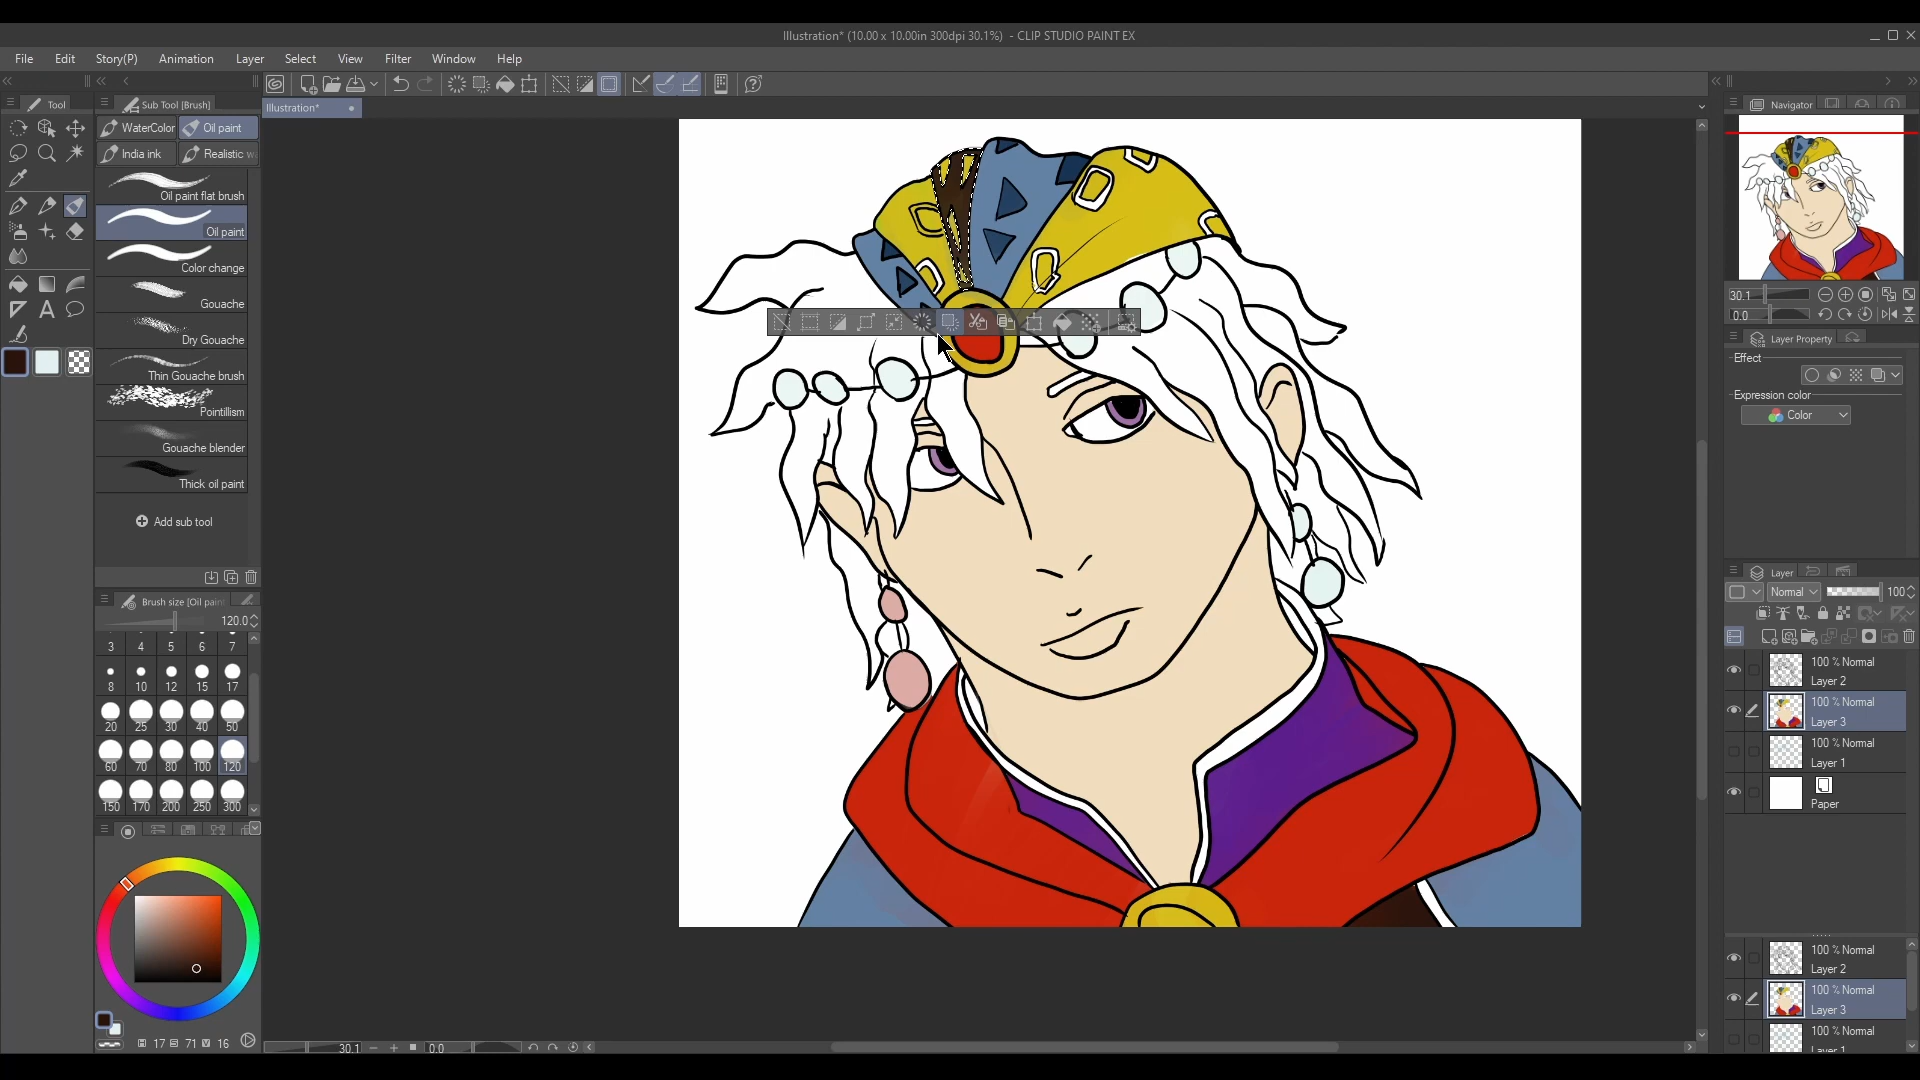 Illustration* (10.00 x 10.00in 300dpi 30.1%) - CLIP STUDIO PAINT EX
File Edit Story(P) Animation Layer Select View Filter Window Help
Tool
Sub Tool [Brush]
Illustration*
WaterColor Oil paint
India ink Realistic
Oil paint flat brush
Oil paint
Color change
Gouache
Dry Gouache
Thin Gouache brush
Pointillism
Gouache blender
Thick oil paint
Add sub tool
Brush size [Oil pain
120.0
3 4 5 6 7
8 10 12 15 17
20 25 30 40 50
60 70 80 100 120
150 170 200 250 300
H 17 S 71 V 16
30.1 0.0
Navigator
30.1
0.0
Layer Property
Effect
Expression color
Color
Layer
Normal 100
100 % Normal
Layer 2
100 % Normal
Layer 3
100 % Normal
Layer 1
Paper
100 % Normal
Layer 2
100 % Normal
Layer 3
100 % Normal
Layer 1